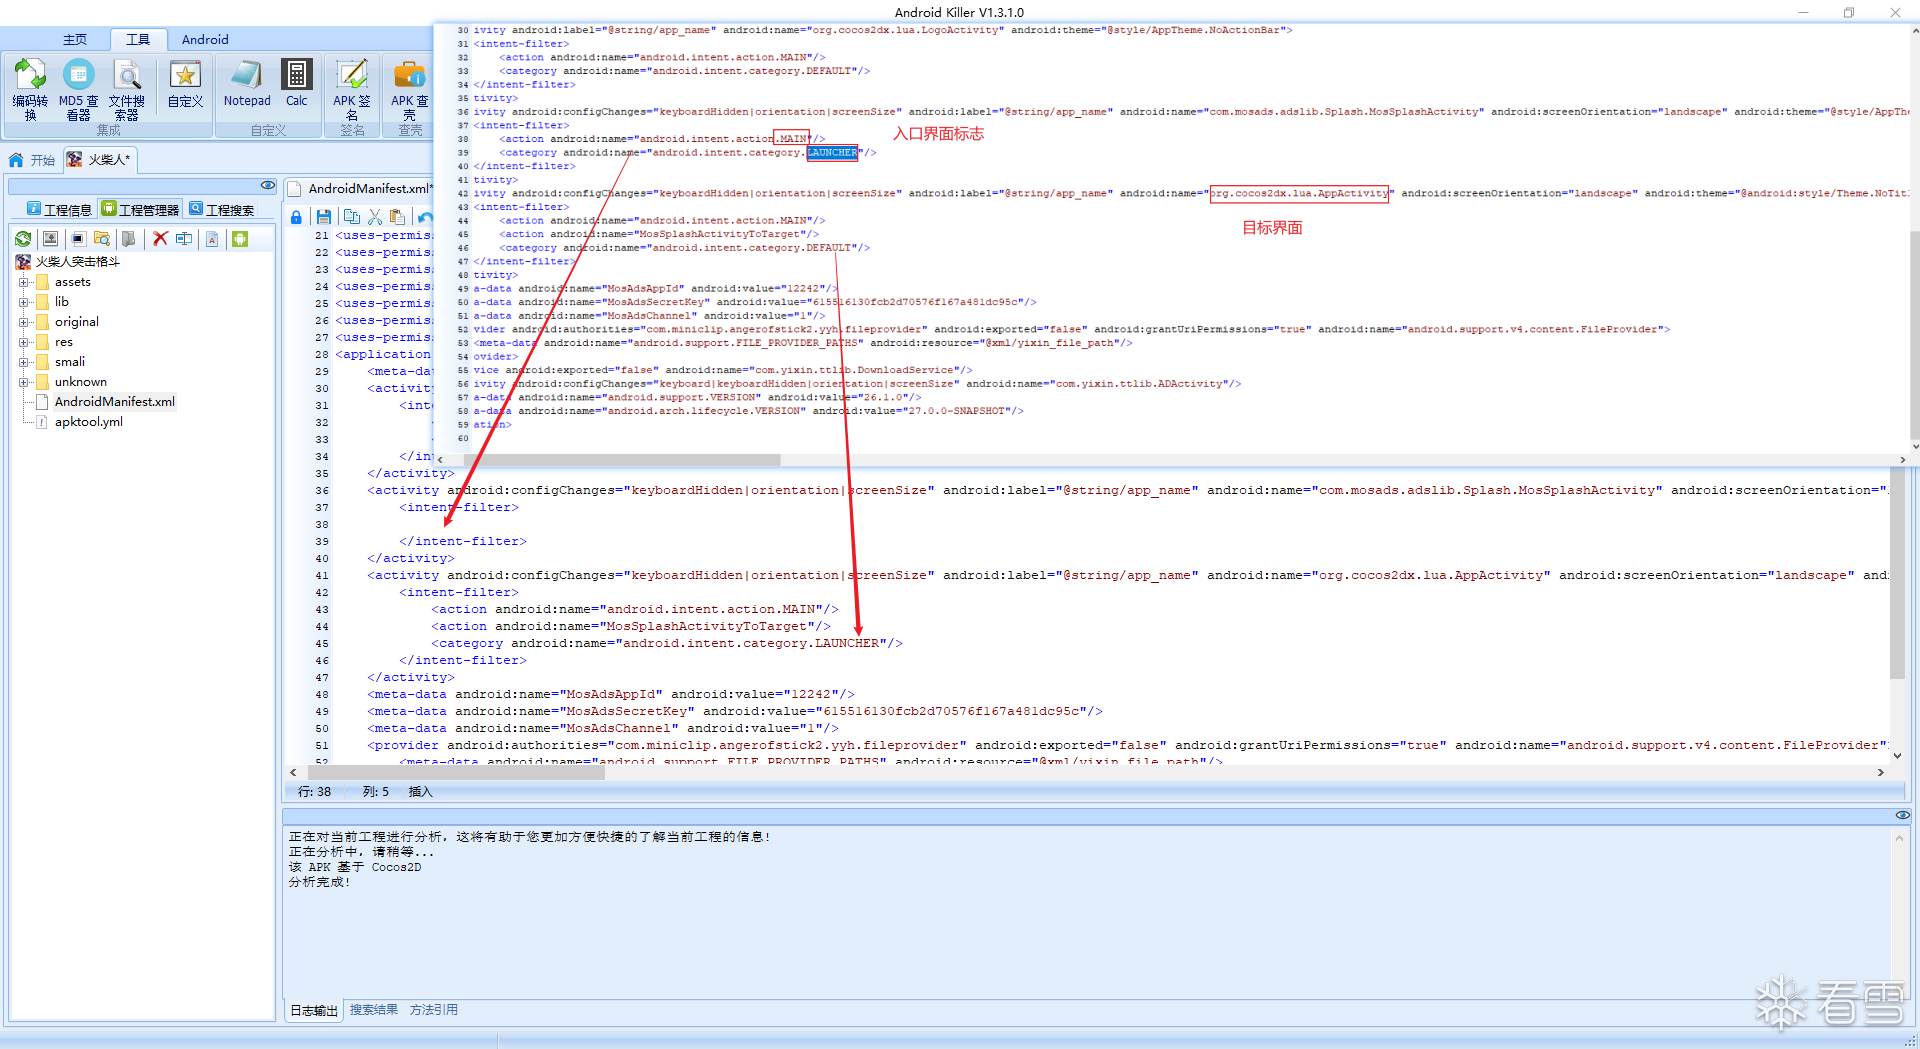 Android Killer V1.3.1.0
主页 工具 Android
编码转换 MD5 查看器 文件搜索器 自定义 Notepad Calc APK 签名 APK 查壳
集成 自定义 签名 查壳
开始 火柴人*
工程信息 工程管理器 工程搜索
火柴人突击格斗
assets
lib
original
res
smali
unknown
AndroidManifest.xml
apktool.yml
30 ivity android:label="@string/app_name" android:name="org.cocos2dx.lua.LogoActivity" android:theme="@style/AppTheme.NoActionBar">
31 <intent-filter>
32 <action android:name="android.intent.action.MAIN"/>
33 <category android:name="android.intent.category.DEFAULT"/>
34 </intent-filter>
35 tivity>
36 ivity android:configChanges="keyboardHidden|orientation|screenSize" android:label="@string/app_name" android:name="com.mosads.adslib.Splash.MosSplashActivity" android:screenOrientation="landscape" android:theme="@style/AppThe
37 <intent-filter>
38 <action android:name="android.intent.action.MAIN"/>
入口界面标志
39 <category android:name="android.intent.category.LAUNCHER"/>
40 </intent-filter>
41 tivity>
42 ivity android:configChanges="keyboardHidden|orientation|screenSize" android:label="@string/app_name" android:name="org.cocos2dx.lua.AppActivity" android:screenOrientation="landscape" android:theme="@android:style/Theme.NoTitl
43 <intent-filter>
44 <action android:name="android.intent.action.MAIN"/>
目标界面
45 <action android:name="MosSplashActivityToTarget"/>
46 <category android:name="android.intent.category.DEFAULT"/>
47 </intent-filter>
48 tivity>
49 a-data android:name="MosAdsAppId" android:value="12242"/>
50 a-data android:name="MosAdsSecretKey" android:value="615516130fcb2d70576f167a481dc95c"/>
51 a-data android:name="MosAdsChannel" android:value="1"/>
52 vider android:authorities="com.miniclip.angerofstick2.yyh.fileprovider" android:exported="false" android:grantUriPermissions="true" android:name="android.support.v4.content.FileProvider">
53 <meta-data android:name="android.support.FILE_PROVIDER_PATHS" android:resource="@xml/yixin_file_path"/>
54 ovider>
55 vice android:exported="false" android:name="com.yixin.ttlib.DownloadService"/>
56 ivity android:configChanges="keyboard|keyboardHidden|orientation|screenSize" android:name="com.yixin.ttlib.ADActivity"/>
57 a-data android:name="android.support.VERSION" android:value="26.1.0"/>
58 a-data android:name="android.arch.lifecycle.VERSION" android:value="27.0.0-SNAPSHOT"/>
59 ation>
60
AndroidManifest.xml*
21 <uses-permis
22 <uses-permis
23 <uses-permis
24 <uses-permis
25 <uses-permis
26 <uses-permis
27 <uses-permis
28 <application
29 <meta-da
30 <activit
31 <inte
32
33
34 </in
35 </activity>
36 <activity android:configChanges="keyboardHidden|orientation|screenSize" android:label="@string/app_name" android:name="com.mosads.adslib.Splash.MosSplashActivity" android:screenOrientation="
37 <intent-filter>
38
39 </intent-filter>
40 </activity>
41 <activity android:configChanges="keyboardHidden|orientation|screenSize" android:label="@string/app_name" android:name="org.cocos2dx.lua.AppActivity" android:screenOrientation="landscape" and
42 <intent-filter>
43 <action android:name="android.intent.action.MAIN"/>
44 <action android:name="MosSplashActivityToTarget"/>
45 <category android:name="android.intent.category.LAUNCHER"/>
46 </intent-filter>
47 </activity>
48 <meta-data android:name="MosAdsAppId" android:value="12242"/>
49 <meta-data android:name="MosAdsSecretKey" android:value="615516130fcb2d70576f167a481dc95c"/>
50 <meta-data android:name="MosAdsChannel" android:value="1"/>
51 <provider android:authorities="com.miniclip.angerofstick2.yyh.fileprovider" android:exported="false" android:grantUriPermissions="true" android:name="android.support.v4.content.FileProvider"
52 <meta-data android:name="android.support.FILE_PROVIDER_PATHS" android:resource="@xml/yixin_file_path"/>
行: 38 列: 5 插入
正在对当前工程进行分析，这将有助于您更加方便快捷的了解当前工程的信息！
正在分析中，请稍等...
该 APK 基于 Cocos2D
分析完成！
日志输出 搜索结果 方法引用
看雪